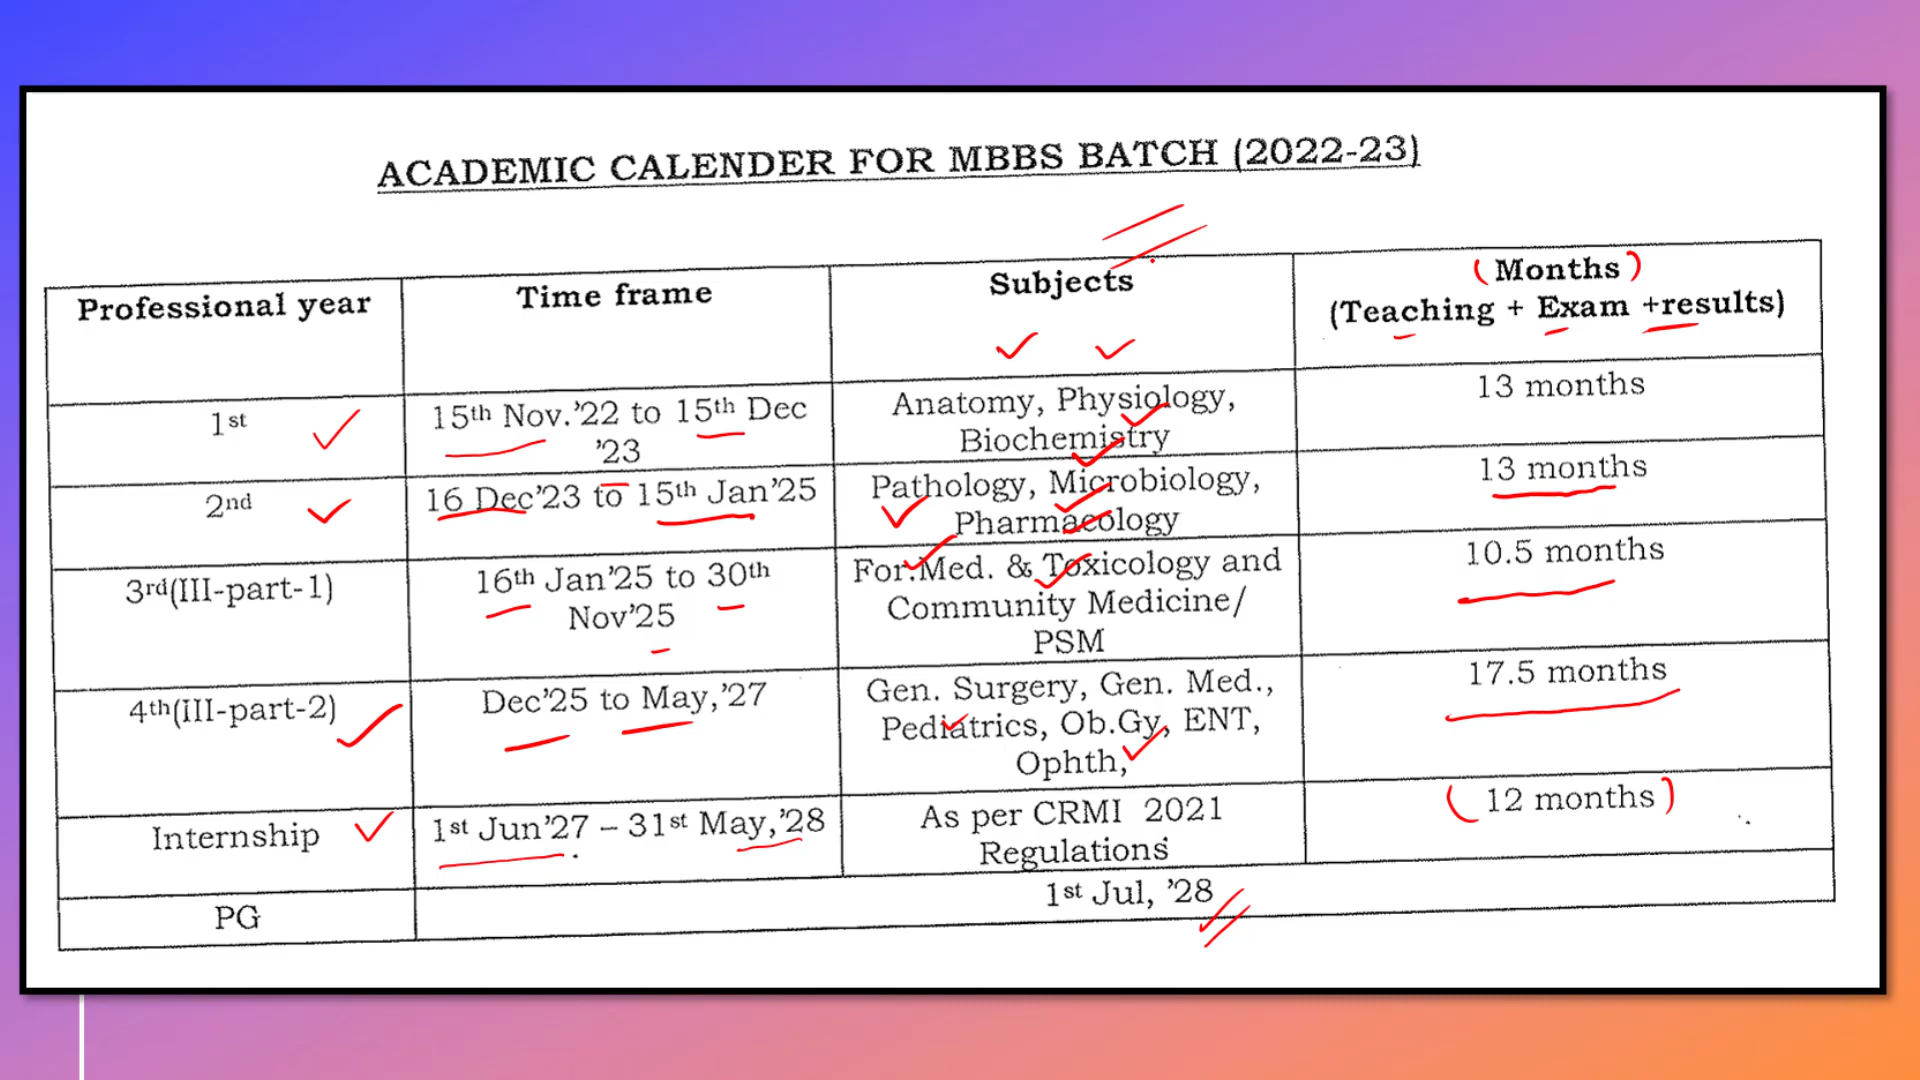 ACADEMIC CALENDER FOR MBBS BATCH (2022-23)
Professional year
Time frame
Subjects
(Months)
(Teaching + Exam +results)
1st
15th Nov.'22 to 15th Dec
'23
Anatomy, Physiology,
Biochemistry
13 months
2nd
16 Dec'23 to 15th Jan'25
Pathology, Microbiology,
Pharmacology
13 months
3rd(III-part-1)
16th Jan'25 to 30th
Nov'25
For.Med. & Toxicology and
Community Medicine/
PSM
10.5 months
4th(III-part-2)
Dec'25 to May,'27
Gen. Surgery, Gen. Med.,
Pediatrics, Ob.Gy, ENT,
Ophth,
17.5 months
Internship
1st Jun'27 – 31st May,'28
As per CRMI 2021
Regulations
(12 months)
PG
1st Jul, '28